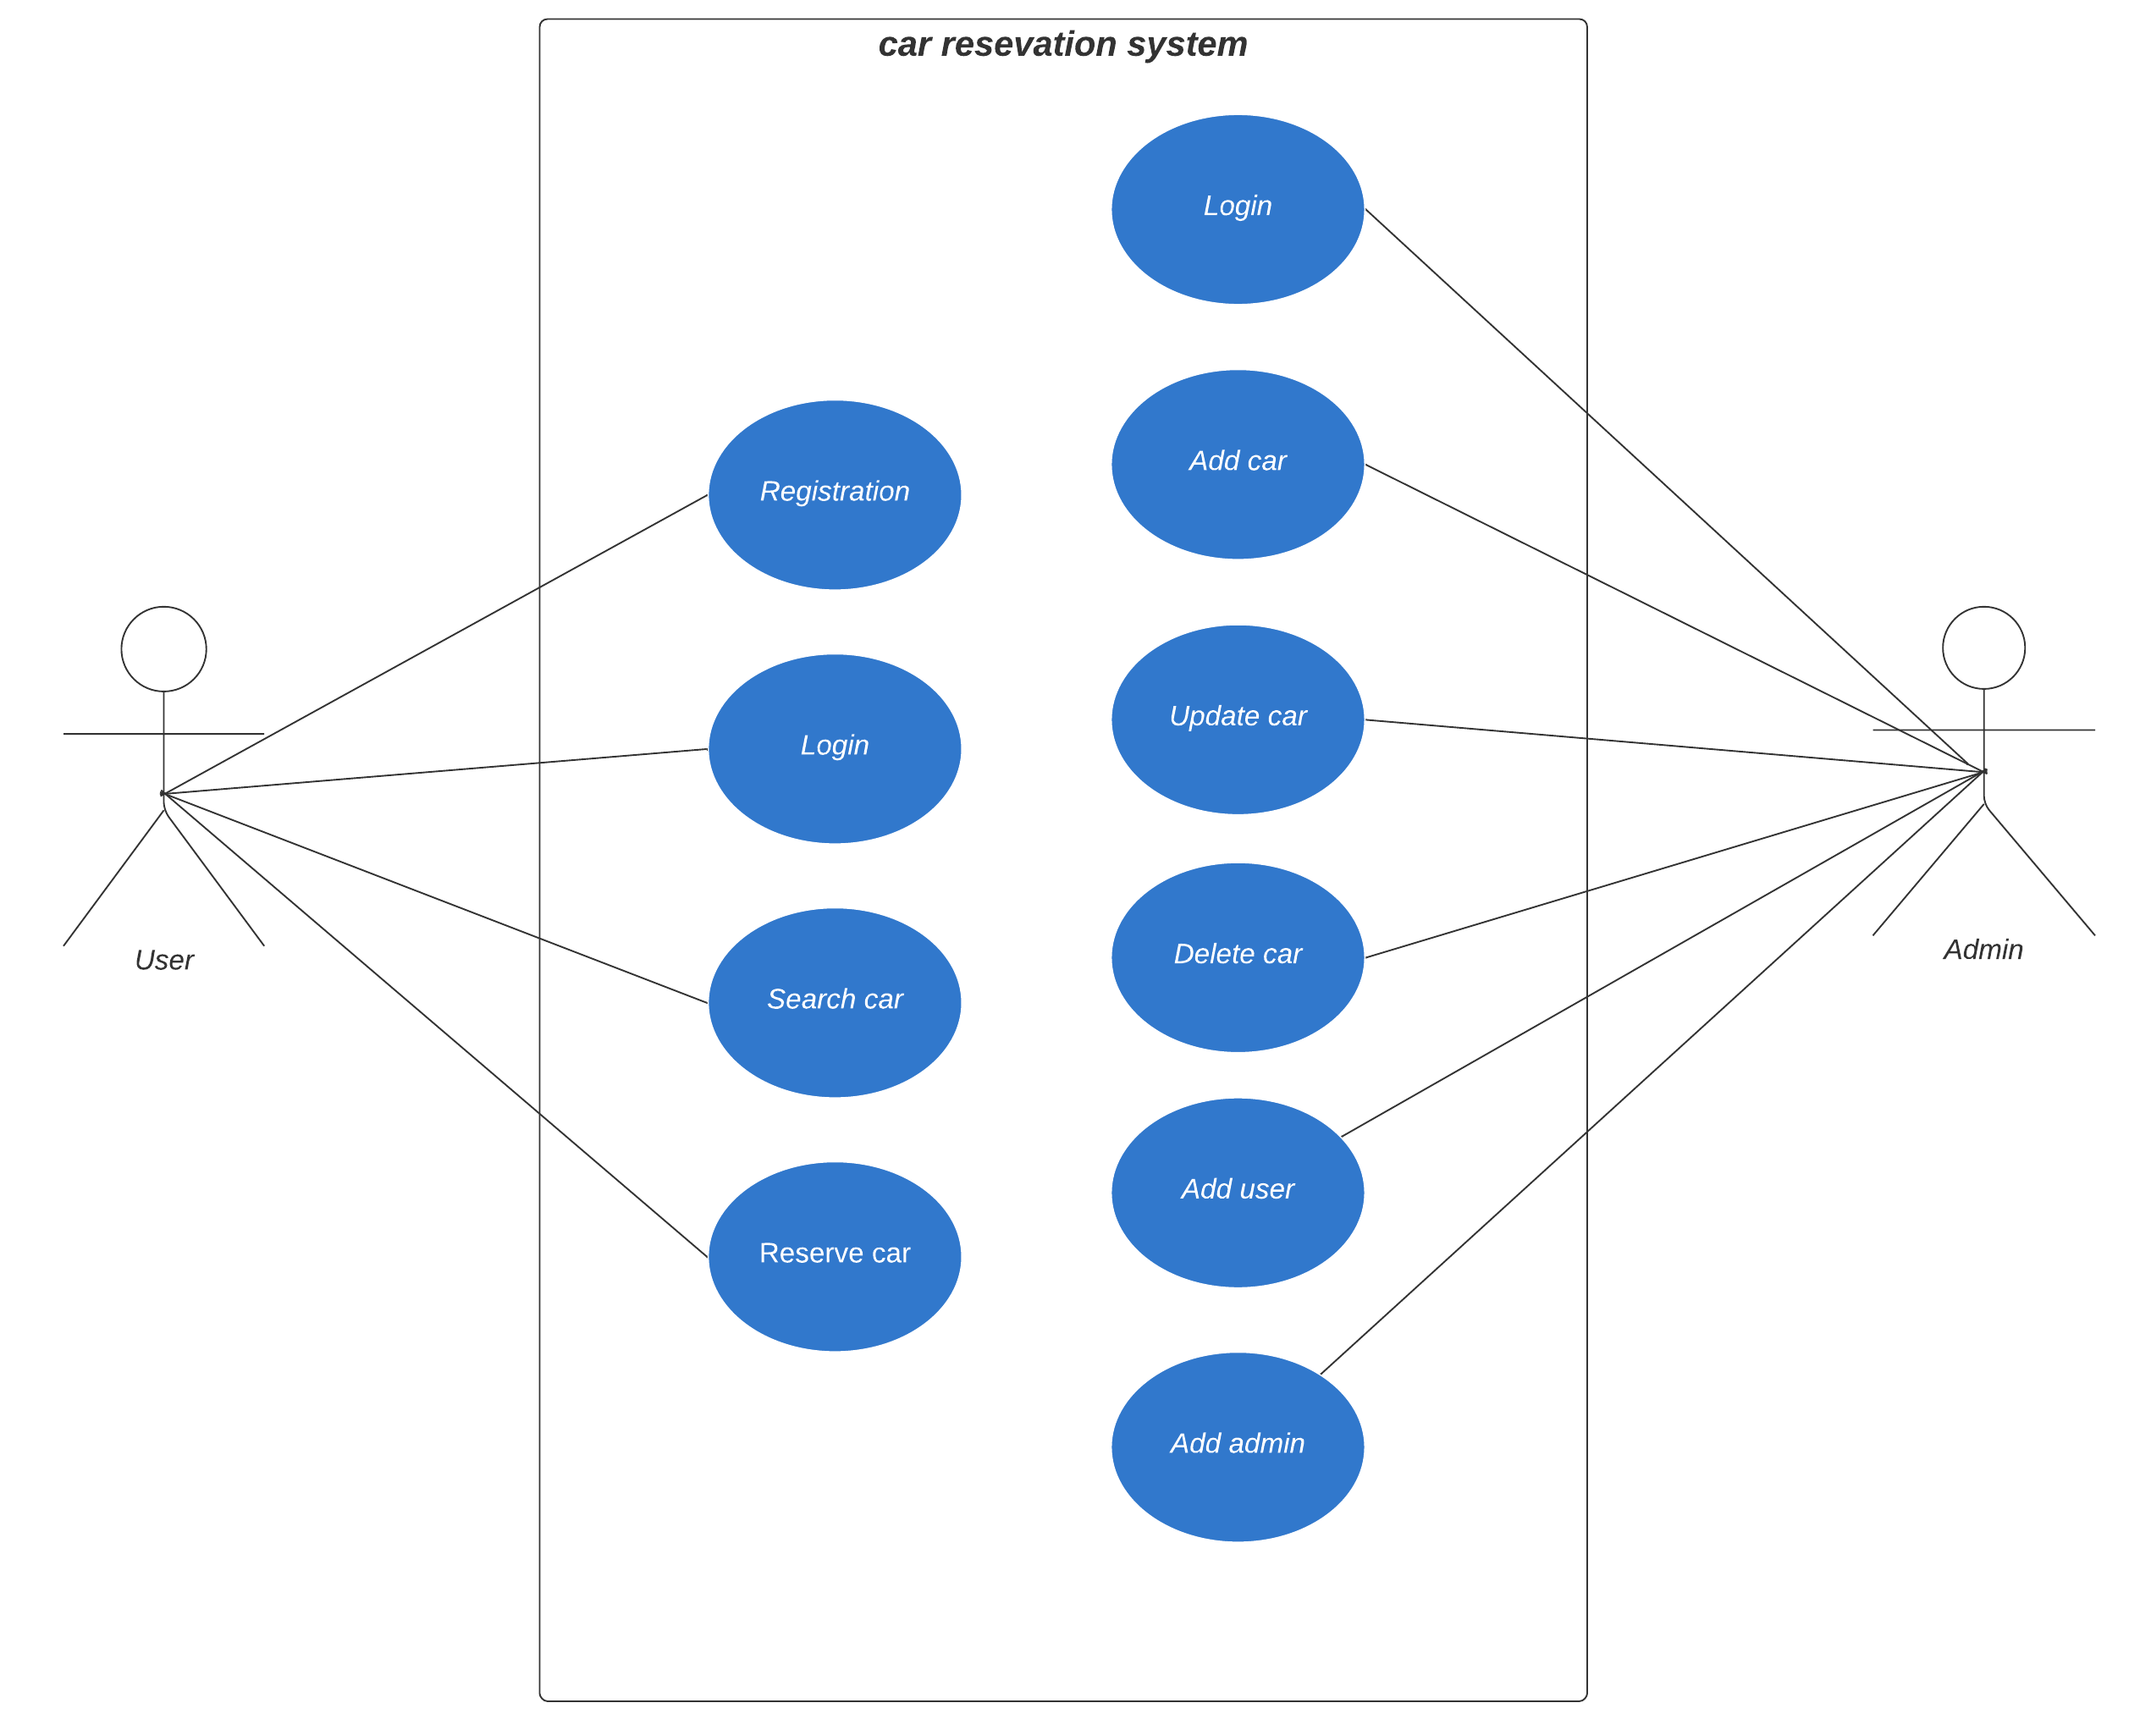 car resevation system
Login
Add car
Registration
Update car
Login
Delete car
User
Admin
Search car
Add user
Reserve car
Add admin